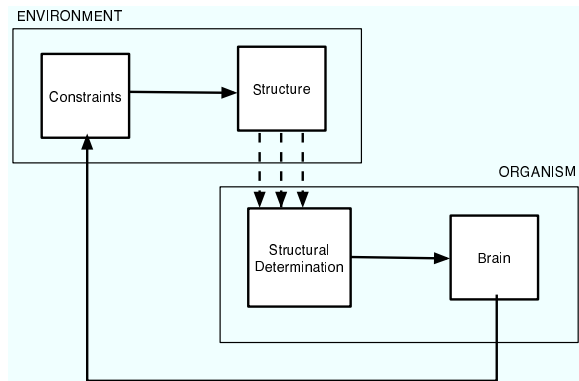 ENVIRONMENT
Constraints
Structure
ORGANISM
Structural
Determination
Brain